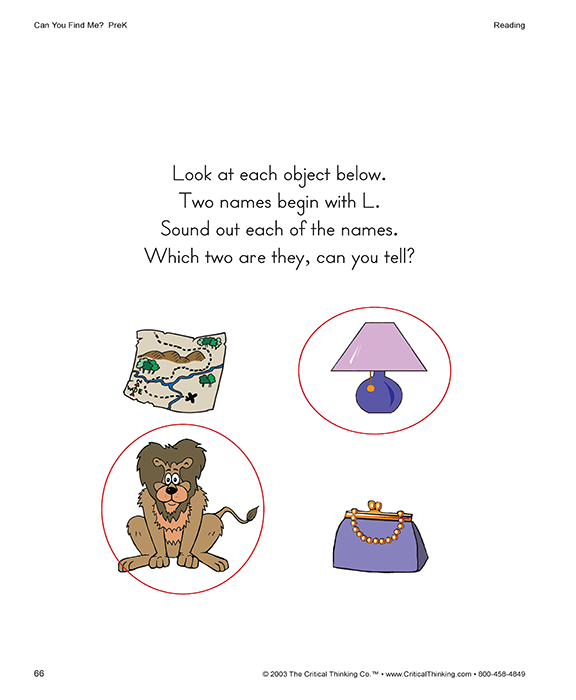 Can You Find Me? PreK
Reading
Look at each object below.
Two names begin with L.
Sound out each of the names.
Which two are they, can you tell?
66
© 2003 The Critical Thinking Co.™ • www.CriticalThinking.com • 800-458-4849